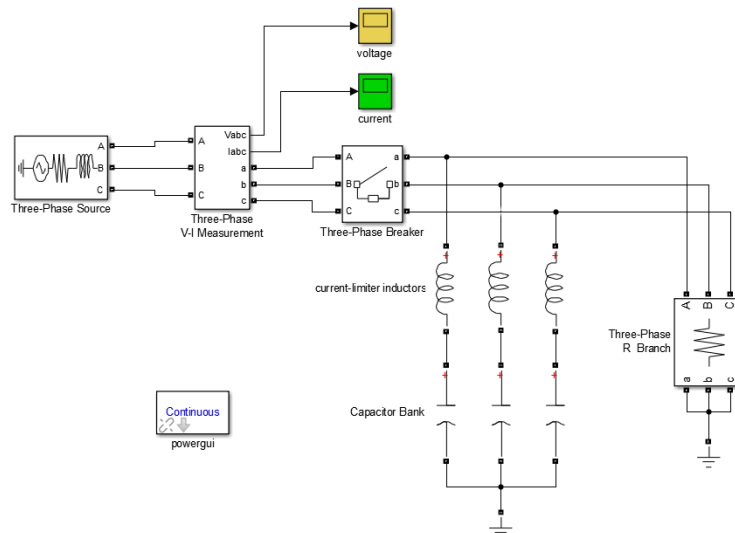 voltage
current
Vabc
Iabc
A
B
C
A
B
C
a
b
c
A
B
C
a
b
c
Three-Phase Source
Three-Phase
V-I Measurement
Three-Phase Breaker
current-limiter inductors
+
+
+
A
B
C
Three-Phase
R Branch
a
b
c
+
+
+
Capacitor Bank
Continuous
powergui